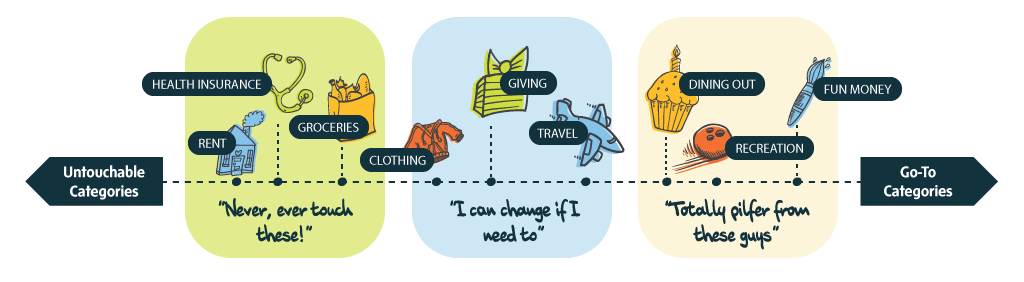 HEALTH INSURANCE
RENT
GROCERIES
CLOTHING
GIVING
TRAVEL
DINING OUT
RECREATION
FUN MONEY
Untouchable
Categories
Go-To
Categories
"Never, ever touch
these!"
"I can change if I
need to"
"Totally pilfer from
these guys"